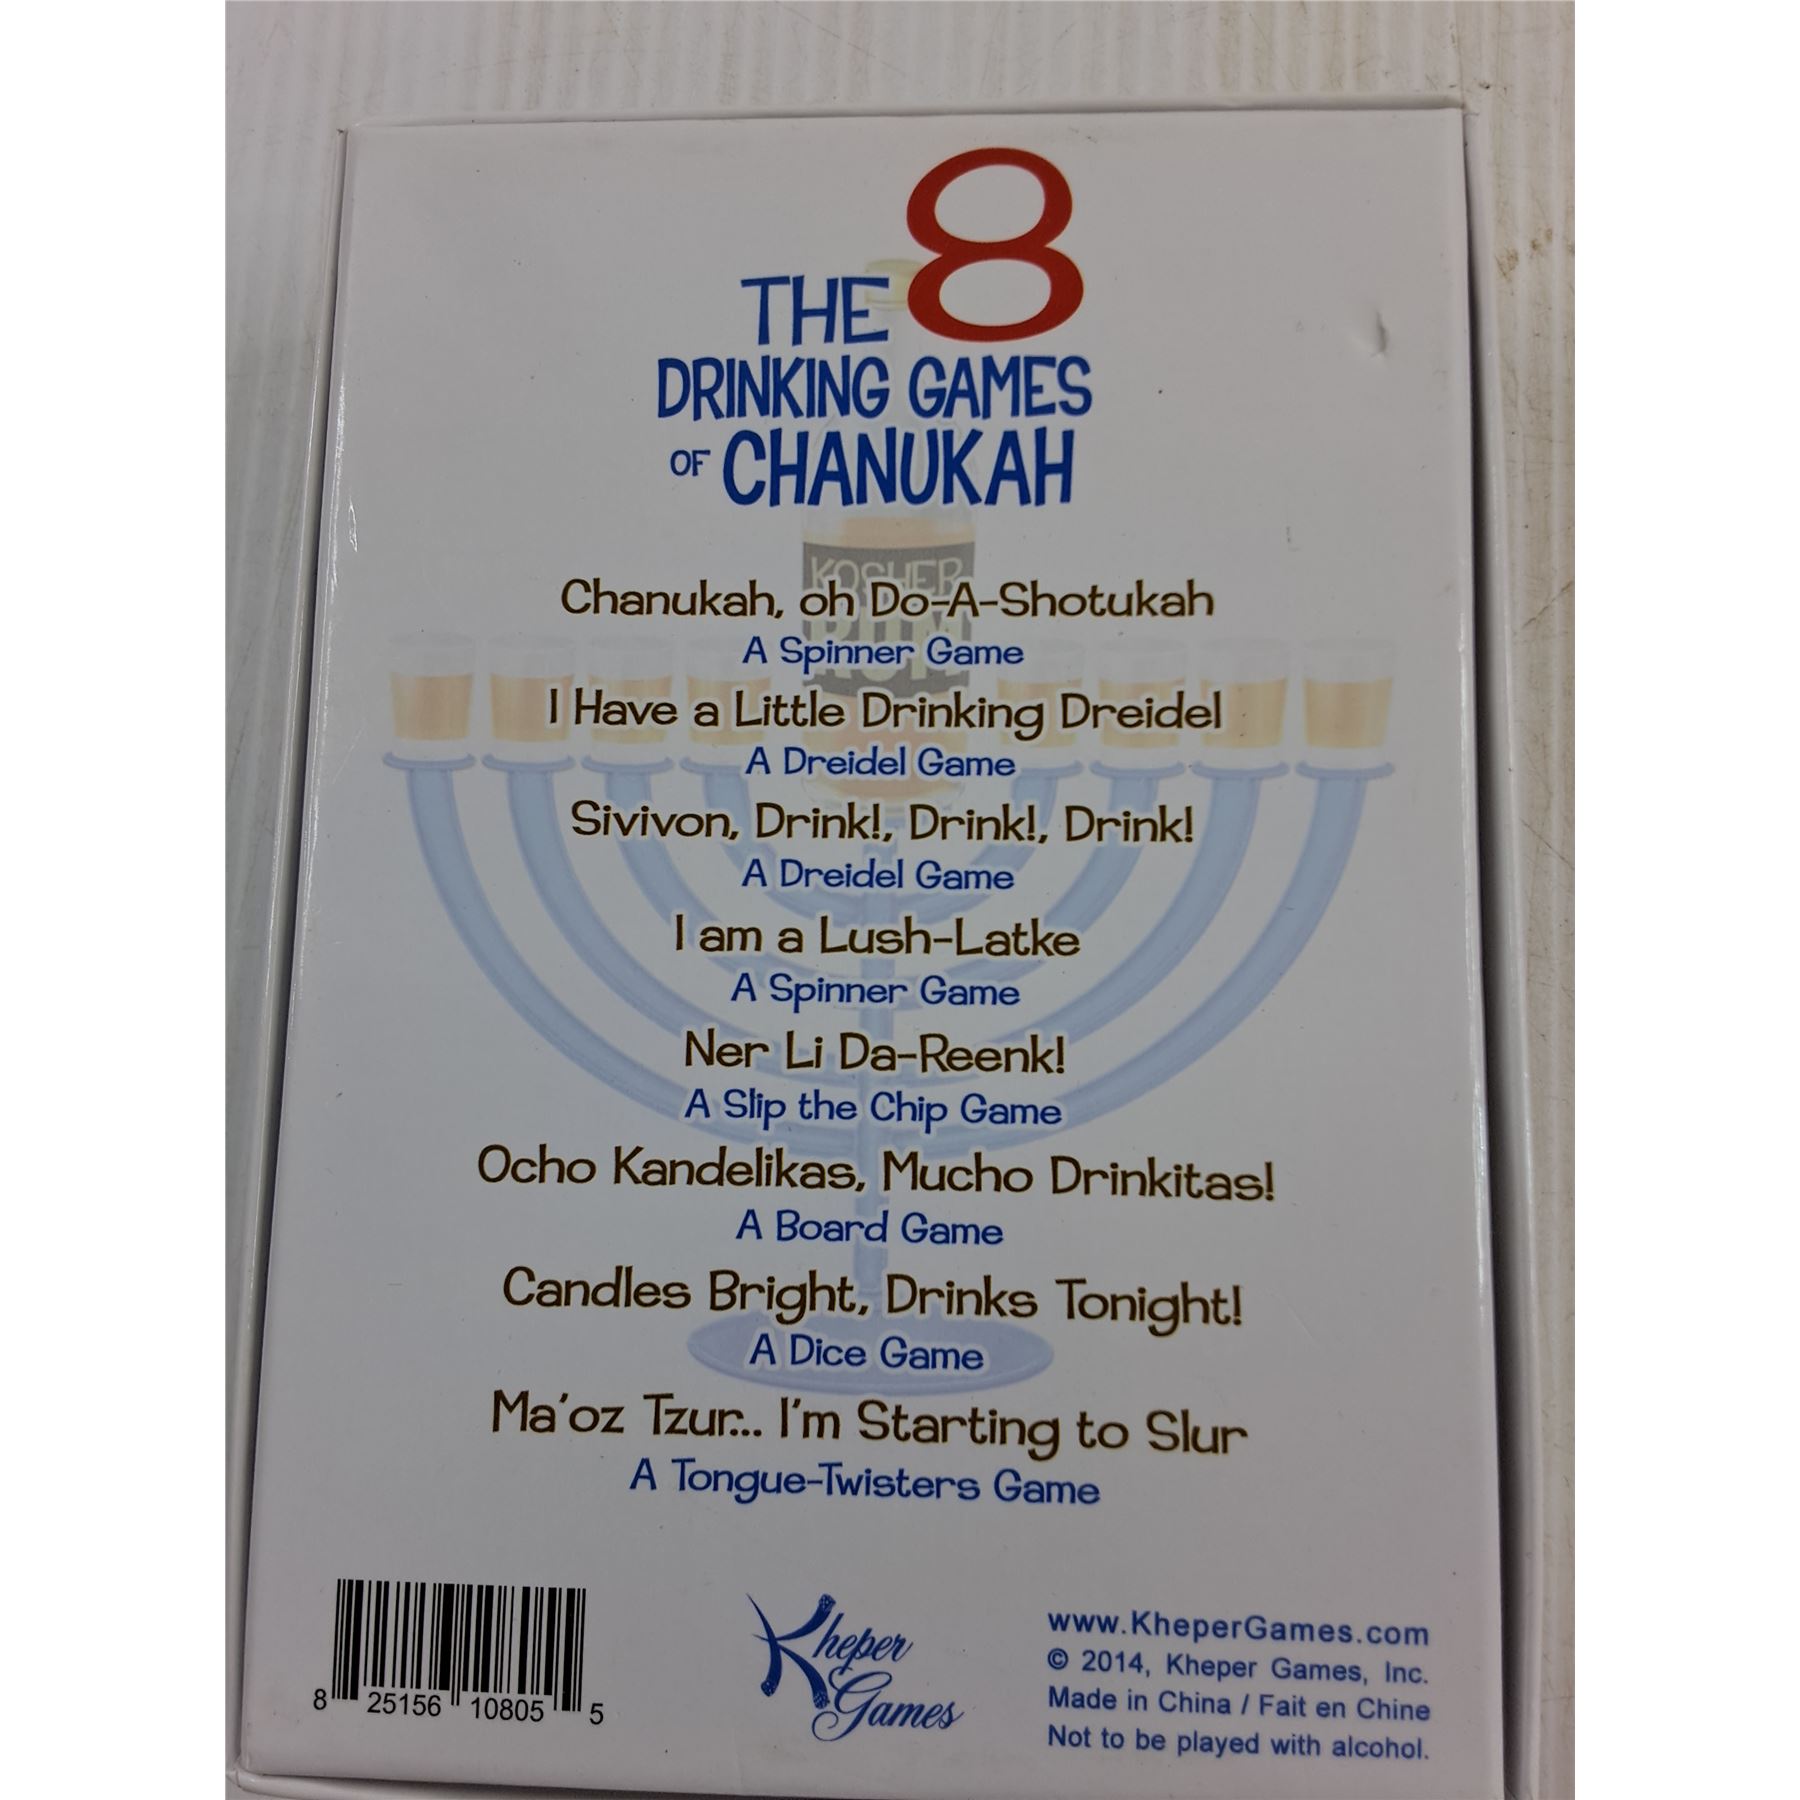 THE 8
DRINKING GAMES
OF CHANUKAH
KOSHER
RUM
Chanukah, oh Do-A-Shotukah
A Spinner Game
I Have a Little Drinking Dreidel
A Dreidel Game
Sivivon, Drink!, Drink!, Drink!
A Dreidel Game
I am a Lush-Latke
A Spinner Game
Ner Li Da-Reenk!
A Slip the Chip Game
Ocho Kandelikas, Mucho Drinkitas!
A Board Game
Candles Bright, Drinks Tonight!
A Dice Game
Ma'oz Tzur... I'm Starting to Slur
A Tongue-Twisters Game
8 25156 10805 5
Kheper
Games
www.KheperGames.com
© 2014, Kheper Games, Inc.
Made in China / Fait en Chine
Not to be played with alcohol.